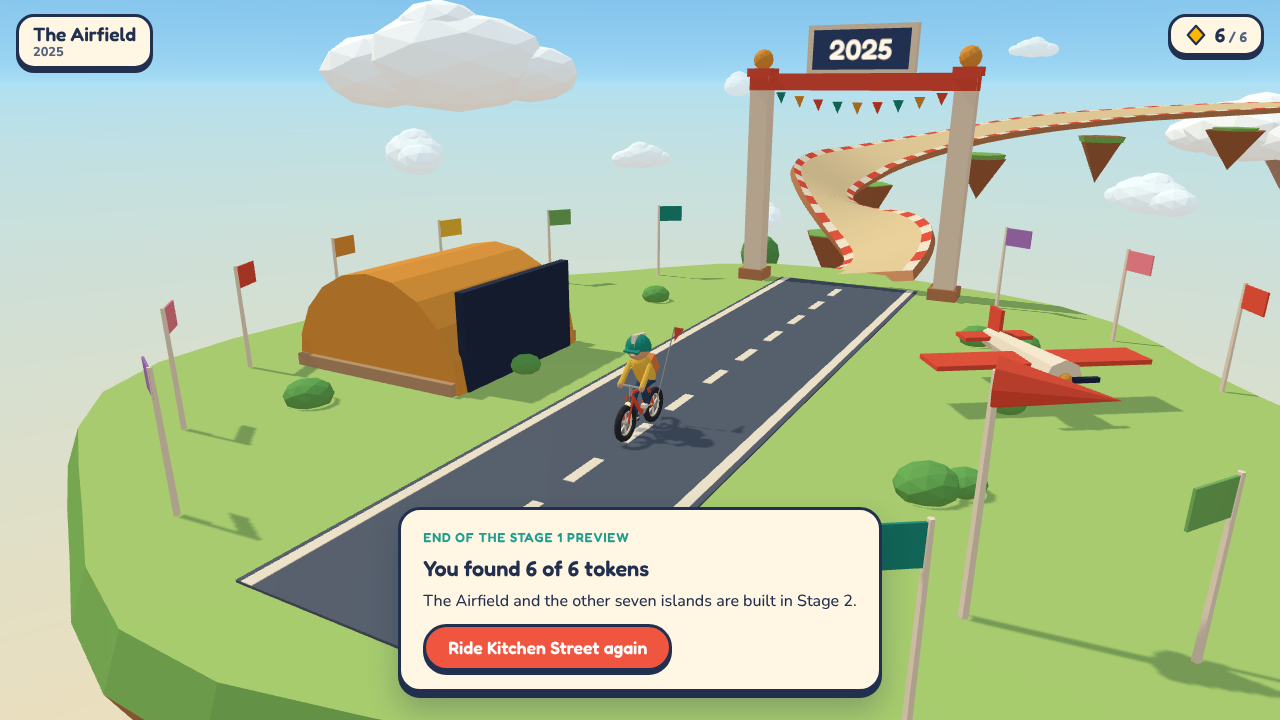 The Airfield
2025
2025
6 / 6
END OF THE STAGE 1 PREVIEW
You found 6 of 6 tokens
The Airfield and the other seven islands are built in Stage 2.
Ride Kitchen Street again